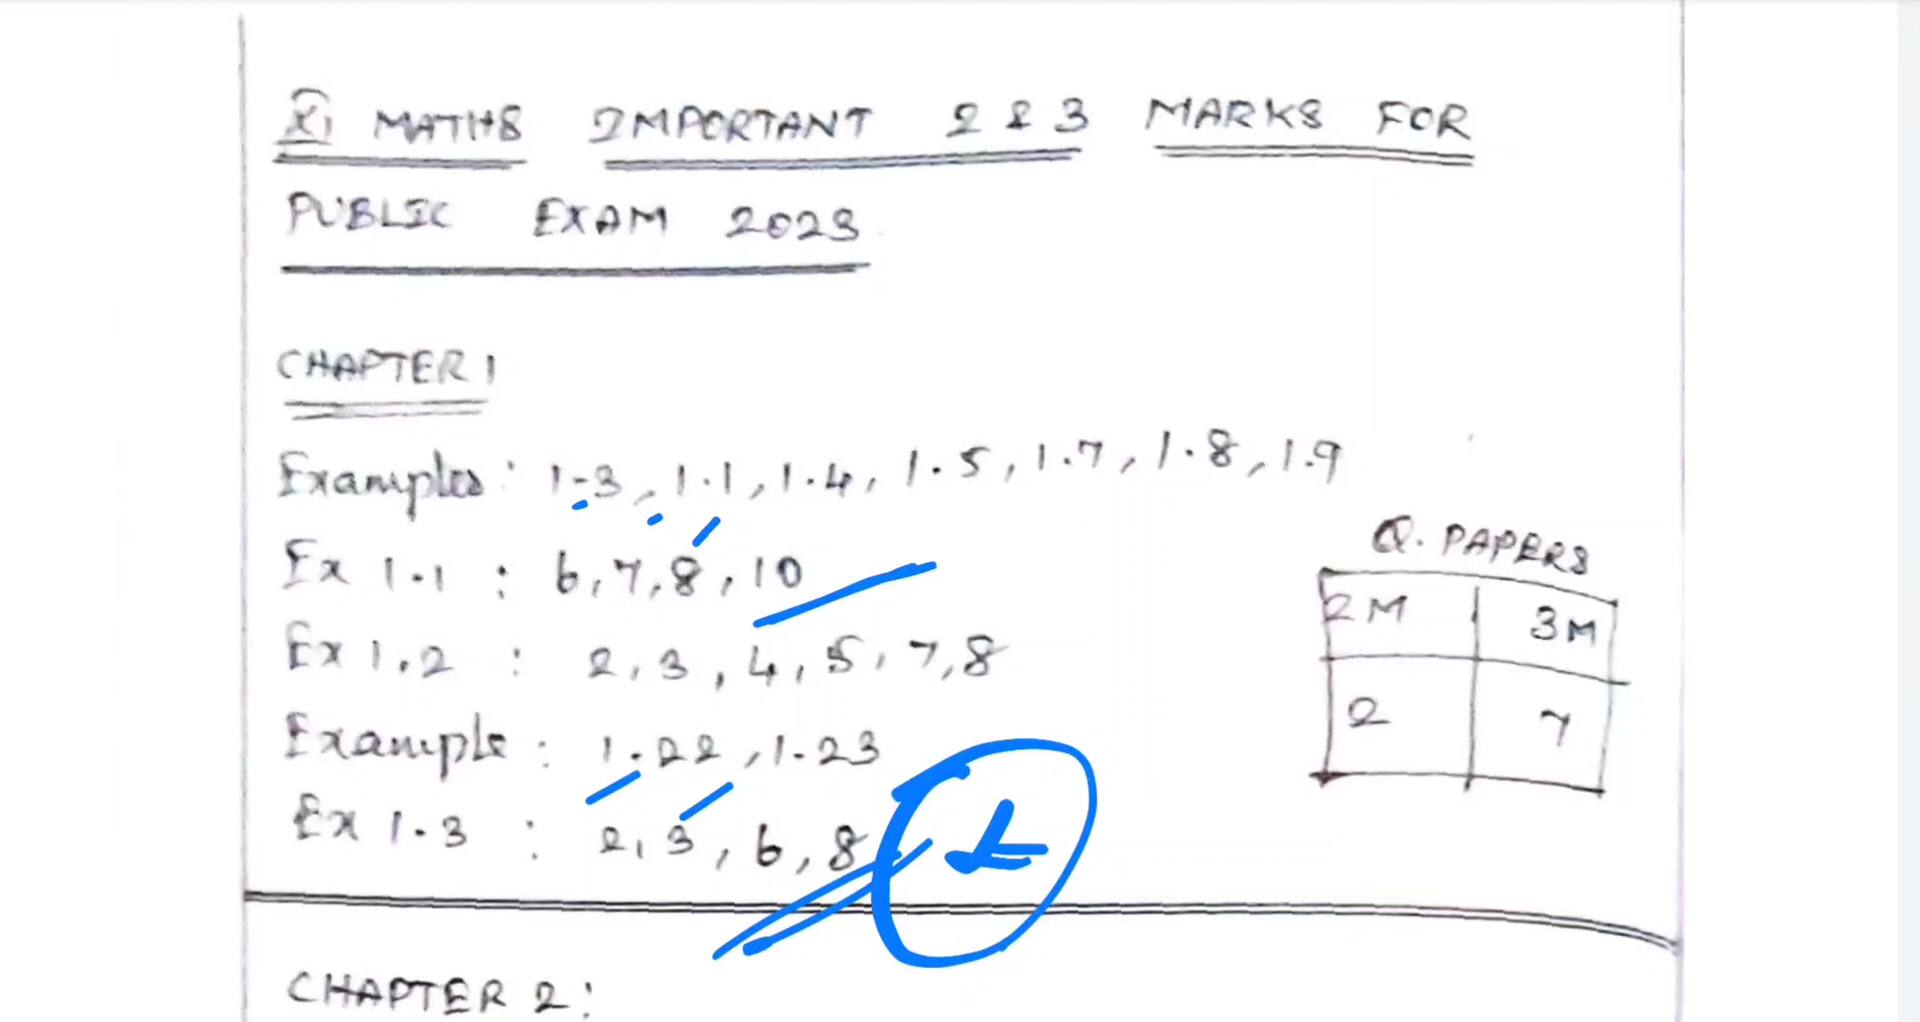 XI MATHS IMPORTANT 2 & 3 MARKS FOR
PUBLIC EXAM 2023
CHAPTER 1
Examples: 1.3, 1.1, 1.4, 1.5, 1.7, 1.8, 1.9
Ex 1.1 : 6, 7, 8, 10
Ex 1.2 : 2, 3, 4, 5, 7, 8
Example : 1.22, 1.23
Ex 1.3 : 2, 3, 6, 8
Q. PAPERS
2M 3M
2 7
CHAPTER 2: